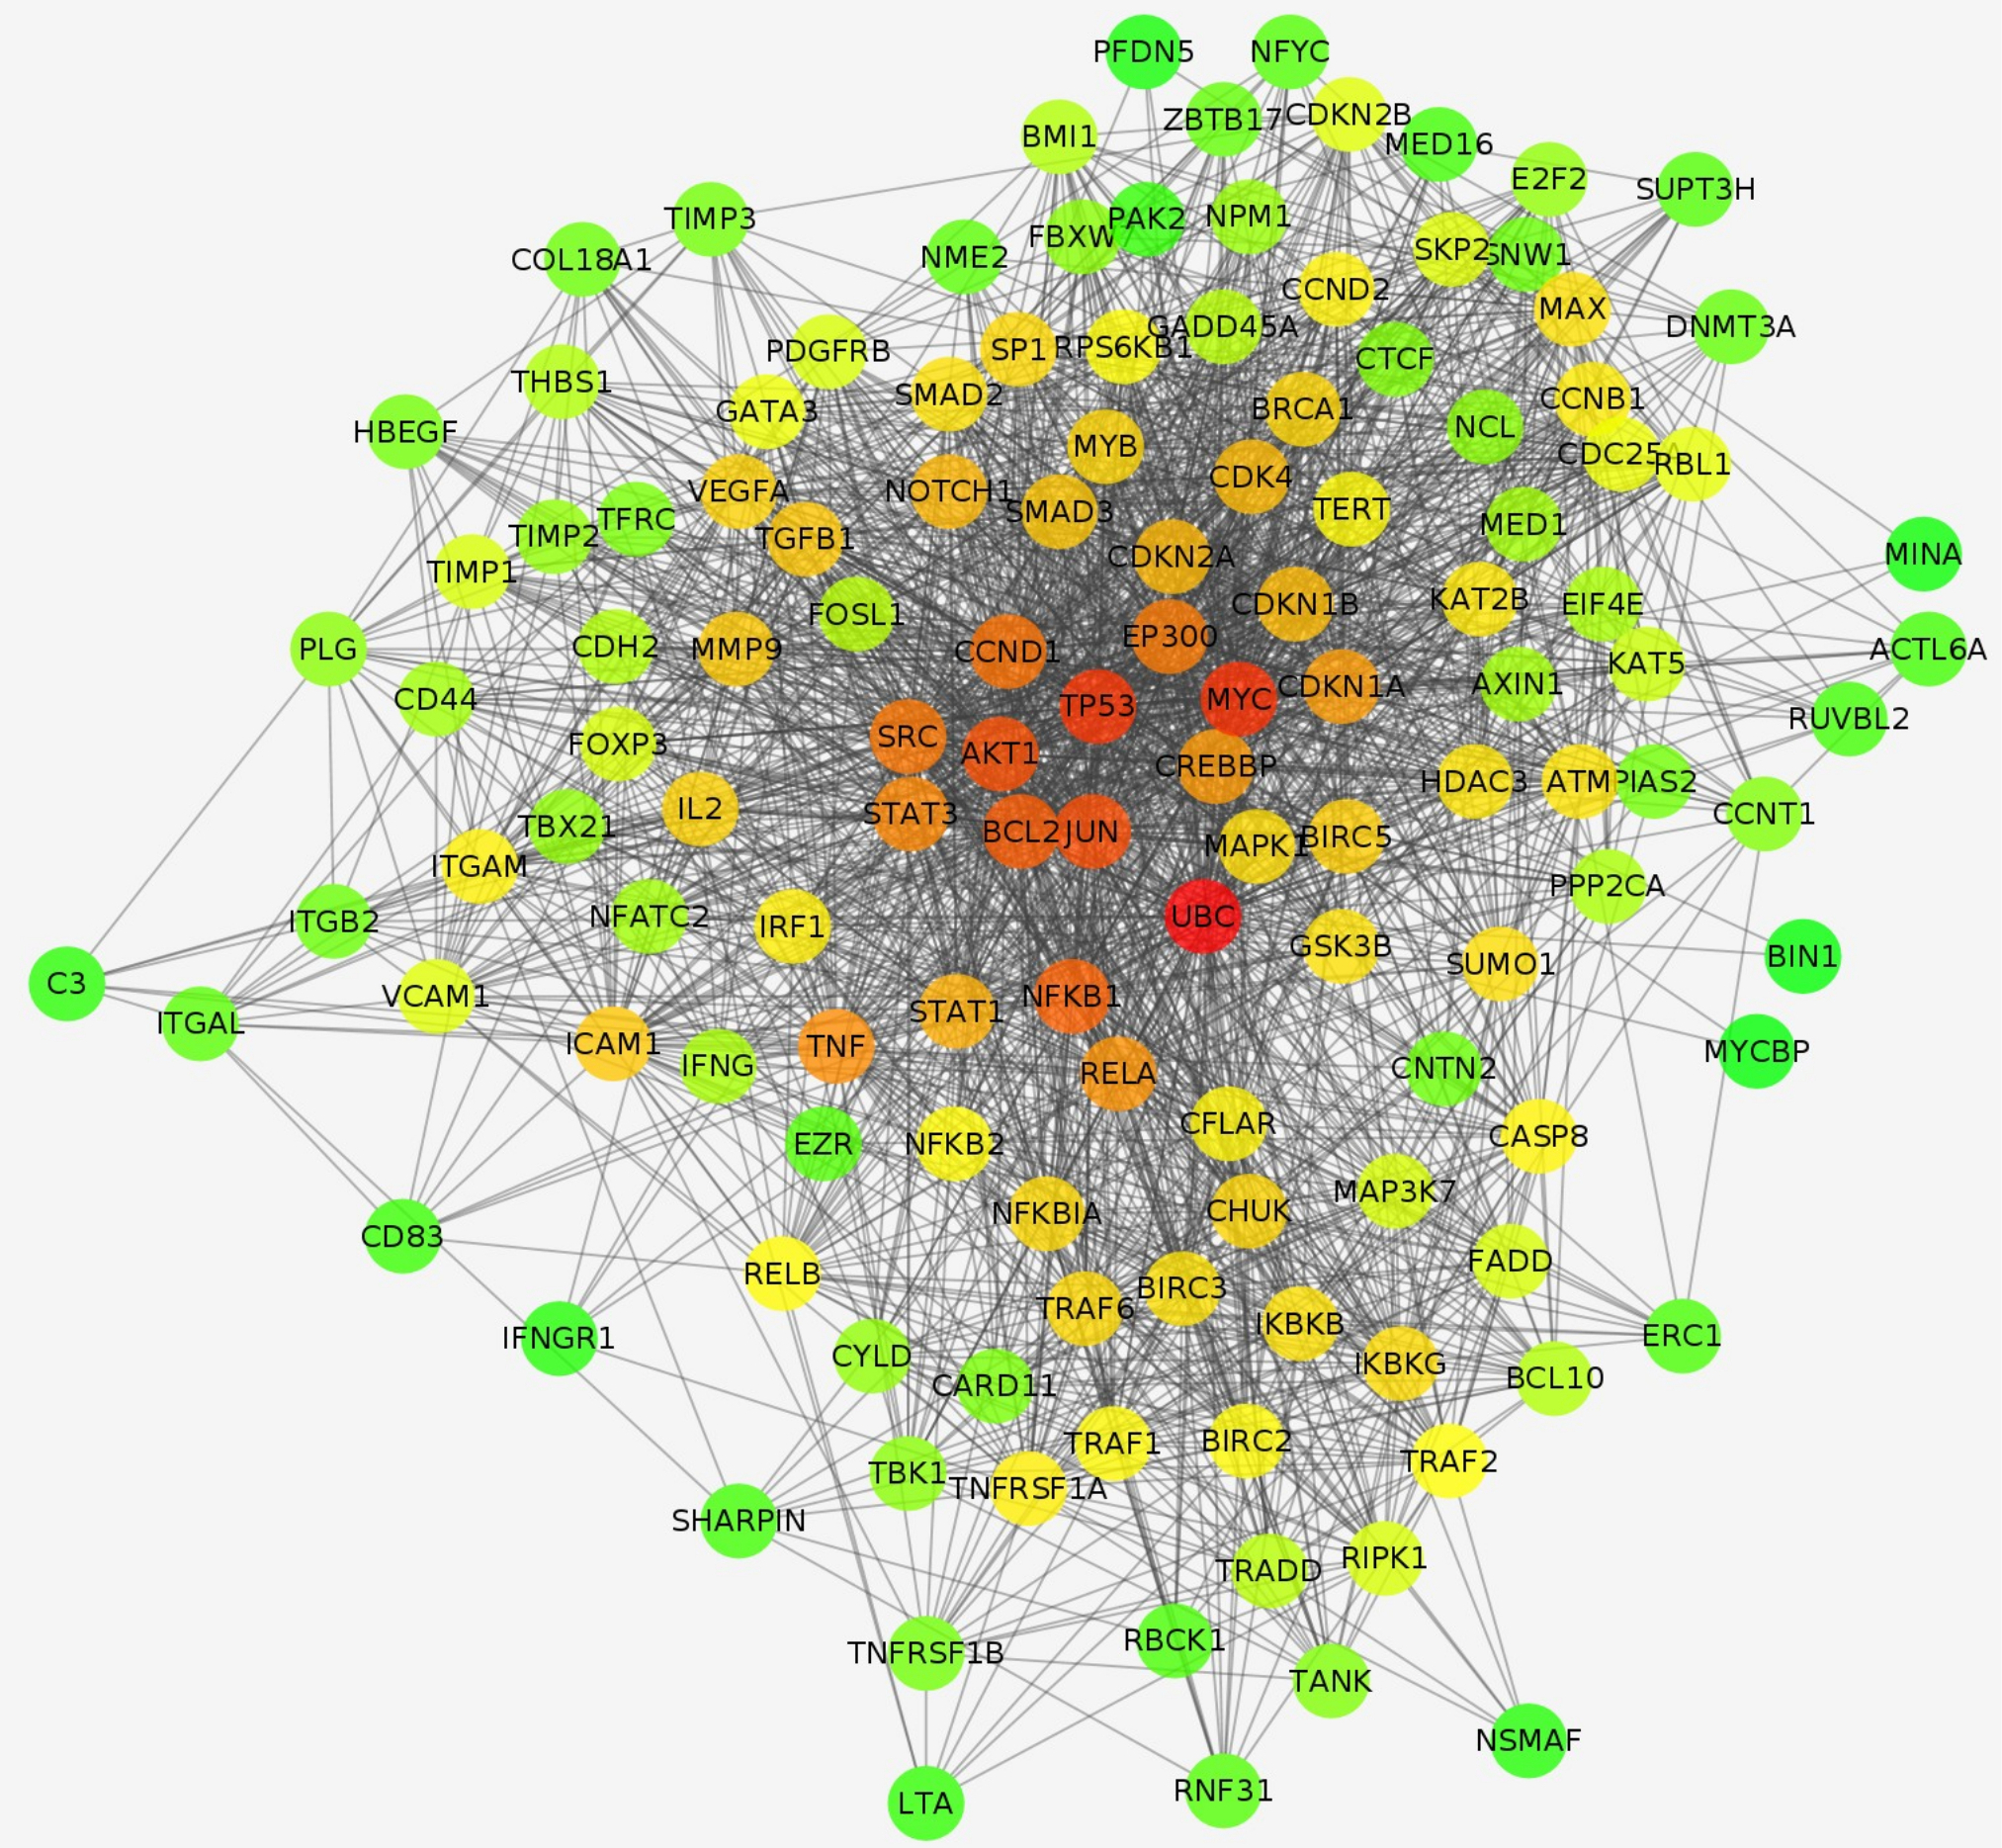 PFDN5
NFYC
ZBTB17
CDKN2B
BMI1
MED16
E2F2
SUPT3H
TIMP3
PAK2
NPM1
FBXW
COL18A1
NME2
SKP2
SNW1
CCND2
MAX
GADD45A
DNMT3A
PDGFRB
SP1
RPS6KB1
CTCF
THBS1
SMAD2
CCNB1
GATA3
BRCA1
HBEGF
MYB
NCL
CDC25A
RBL1
CDK4
VEGFA
NOTCH1
SMAD3
TERT
TFRC
MED1
TIMP2
TGFB1
CDKN2A
MINA
TIMP1
KAT2B
CDKN1B
EIF4E
FOSL1
EP300
PLG
CDH2
MMP9
CCND1
KAT5
ACTL6A
CD44
TP53
MYC
CDKN1A
AXIN1
RUVBL2
FOXP3
SRC
AKT1
CREBBP
HDAC3
ATM
PIAS2
IL2
STAT3
CCNT1
TBX21
BCL2
JUN
MAPK1
BIRC5
ITGAM
PPP2CA
ITGB2
NFATC2
IRF1
UBC
GSK3B
BIN1
SUMO1
C3
VCAM1
NFKB1
STAT1
ITGAL
ICAM1
TNF
MYCBP
IFNG
RELA
CNTN2
CFLAR
CASP8
EZR
NFKB2
MAP3K7
NFKBIA
CHUK
CD83
FADD
RELB
BIRC3
TRAF6
IKBKB
IFNGR1
ERC1
CYLD
IKBKG
CARD11
BCL10
TRAF1
BIRC2
TRAF2
TBK1
TNFRSF1A
SHARPIN
RIPK1
TRADD
RBCK1
TNFRSF1B
TANK
NSMAF
RNF31
LTA